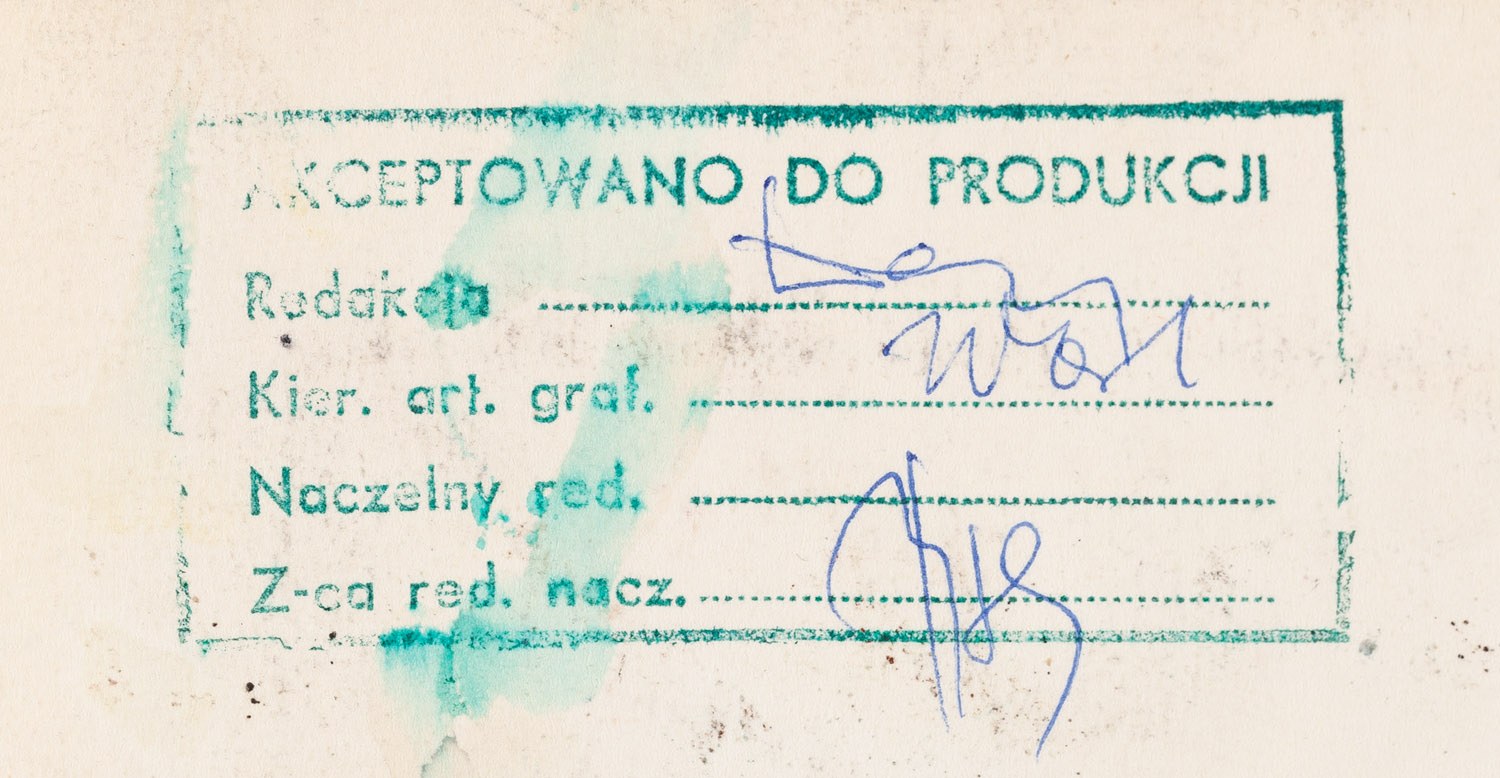 AKCEPTOWANO DO PRODUKCJI
Redakcja
Kier. art. graf.
Naczelny red.
Z-ca red. nacz.